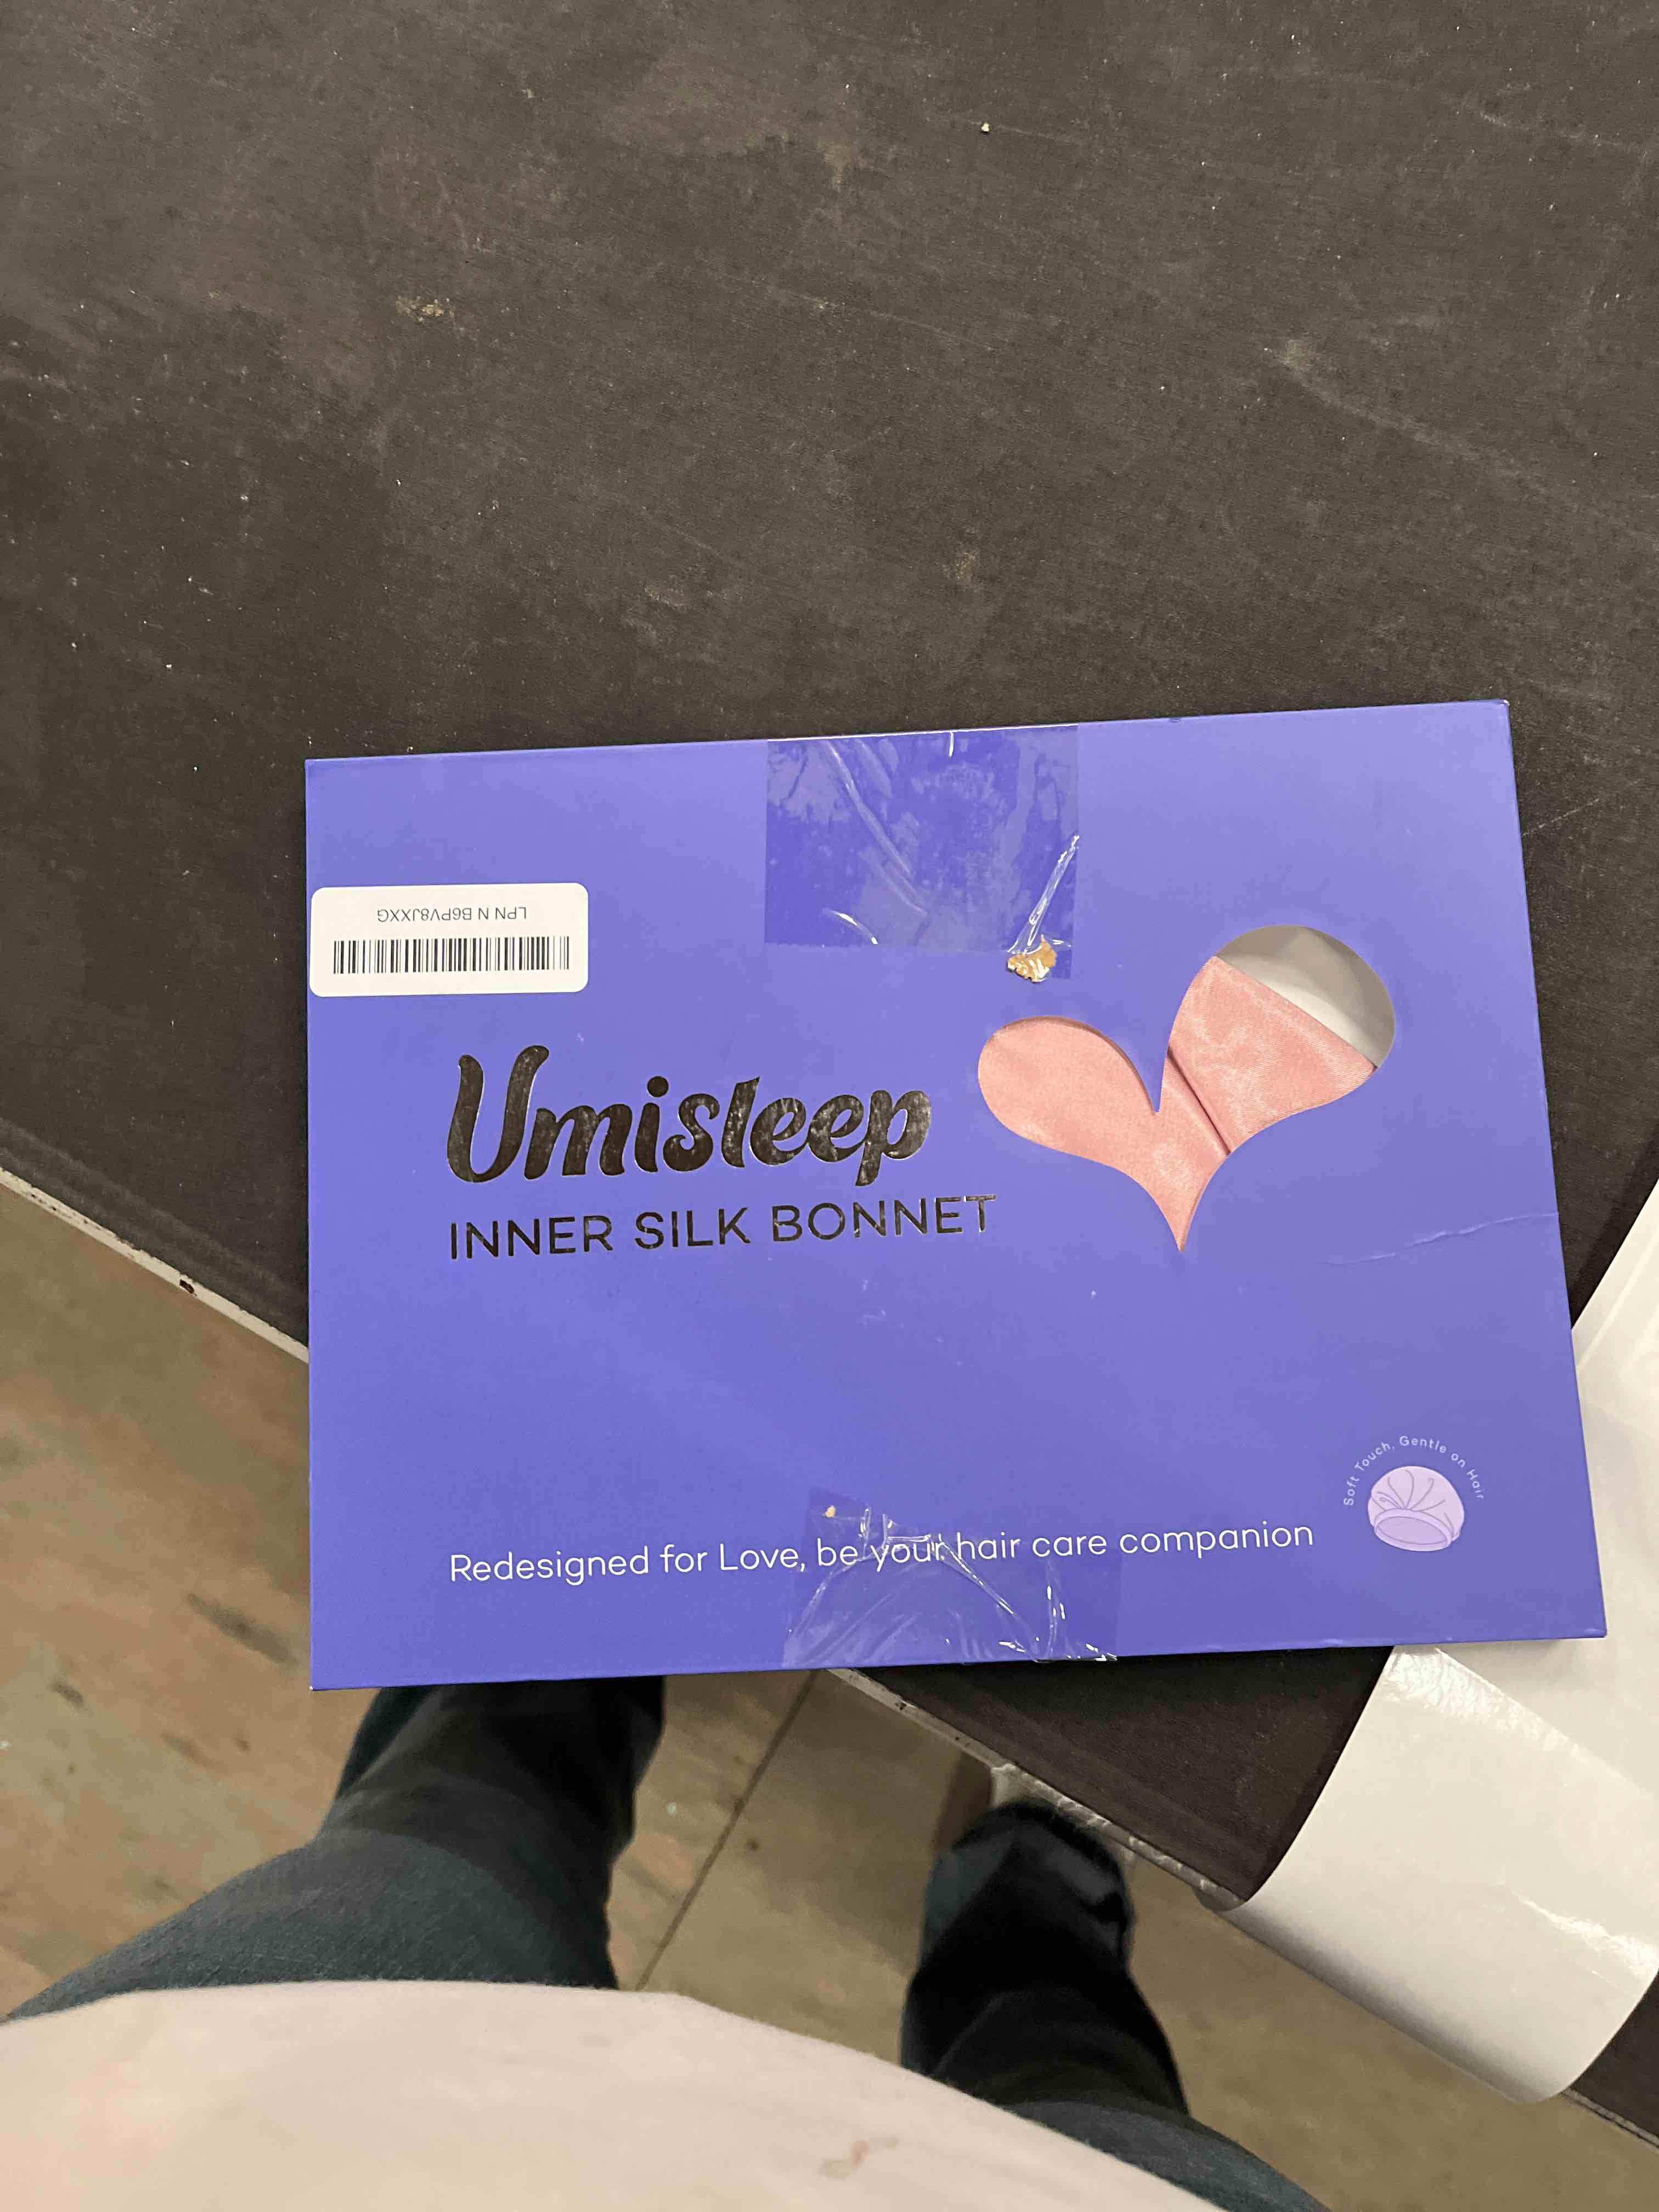 LPN N B6PV8JXXG
Umisleep
INNER SILK BONNET
Soft Touch, Gentle on Hair
Redesigned for Love, be your hair care companion